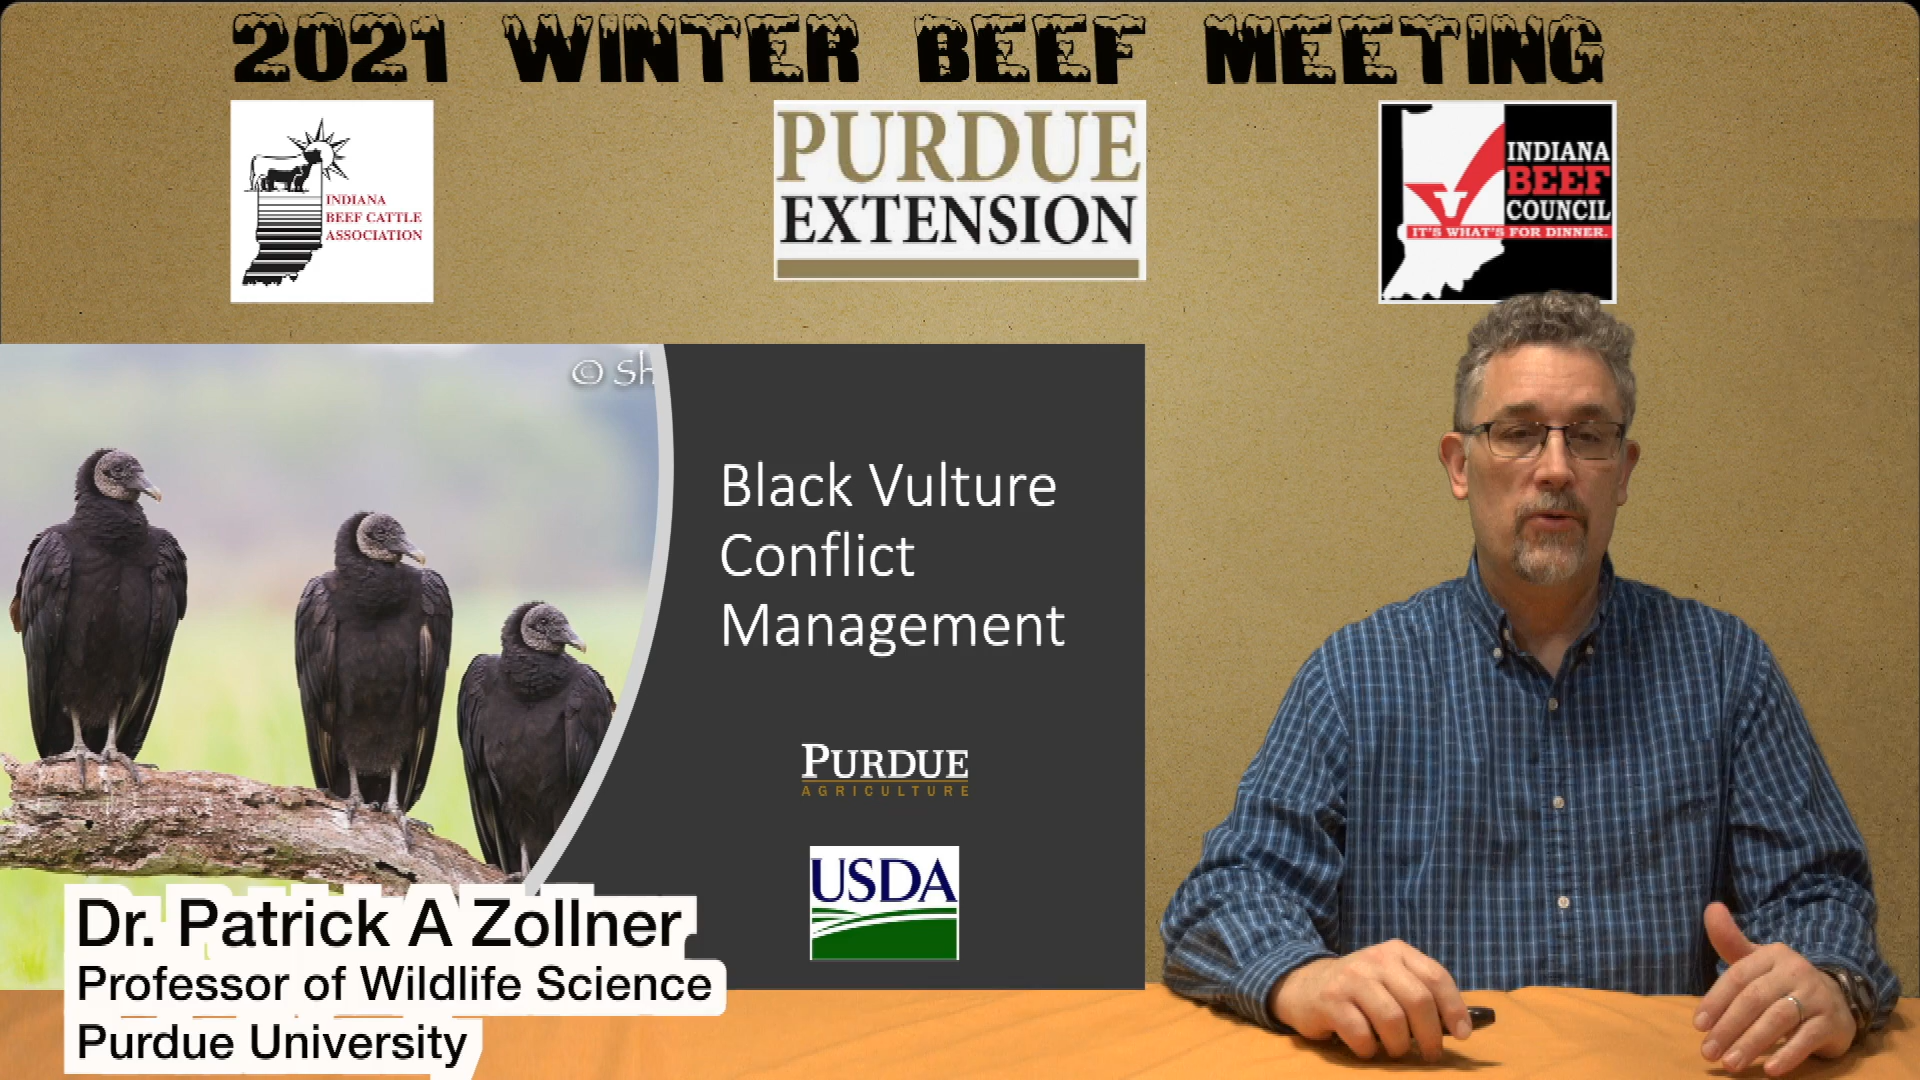 2021 WINTER BEEF MEETING
INDIANA
BEEF CATTLE
ASSOCIATION
PURDUE
EXTENSION
INDIANA
BEEF
COUNCIL
IT'S WHAT'S FOR DINNER.
© Sh
Black Vulture
Conflict
Management
PURDUE
AGRICULTURE
USDA
Dr. Patrick A Zollner
Professor of Wildlife Science
Purdue University